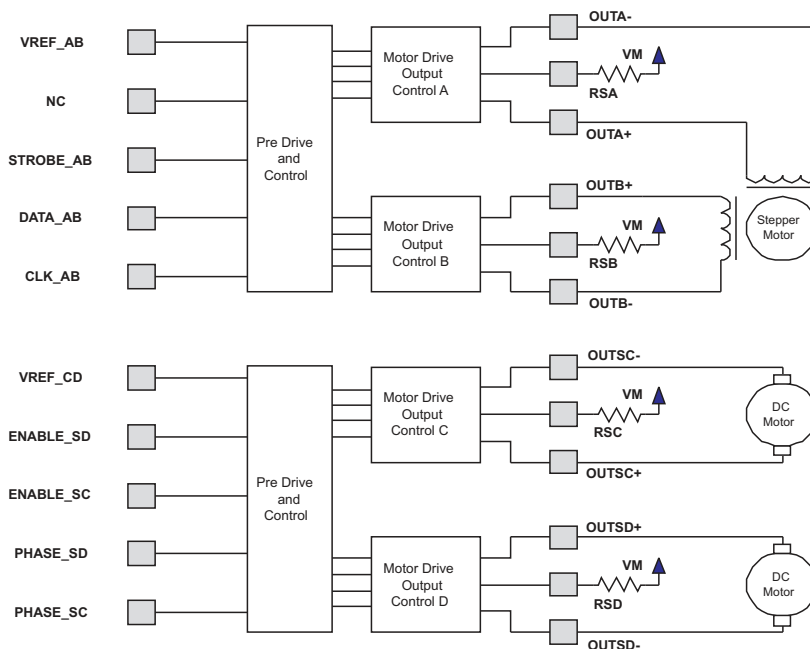 VREF_AB
NC
STROBE_AB
DATA_AB
CLK_AB
Pre Drive
and
Control
Motor Drive
Output
Control A
Motor Drive
Output
Control B
OUTA-
VM
RSA
OUTA+
OUTB+
VM
RSB
OUTB-
Stepper
Motor
VREF_CD
ENABLE_SD
ENABLE_SC
PHASE_SD
PHASE_SC
Pre Drive
and
Control
Motor Drive
Output
Control C
Motor Drive
Output
Control D
OUTSC-
VM
RSC
OUTSC+
DC
Motor
OUTSD+
VM
RSD
OUTSD-
DC
Motor